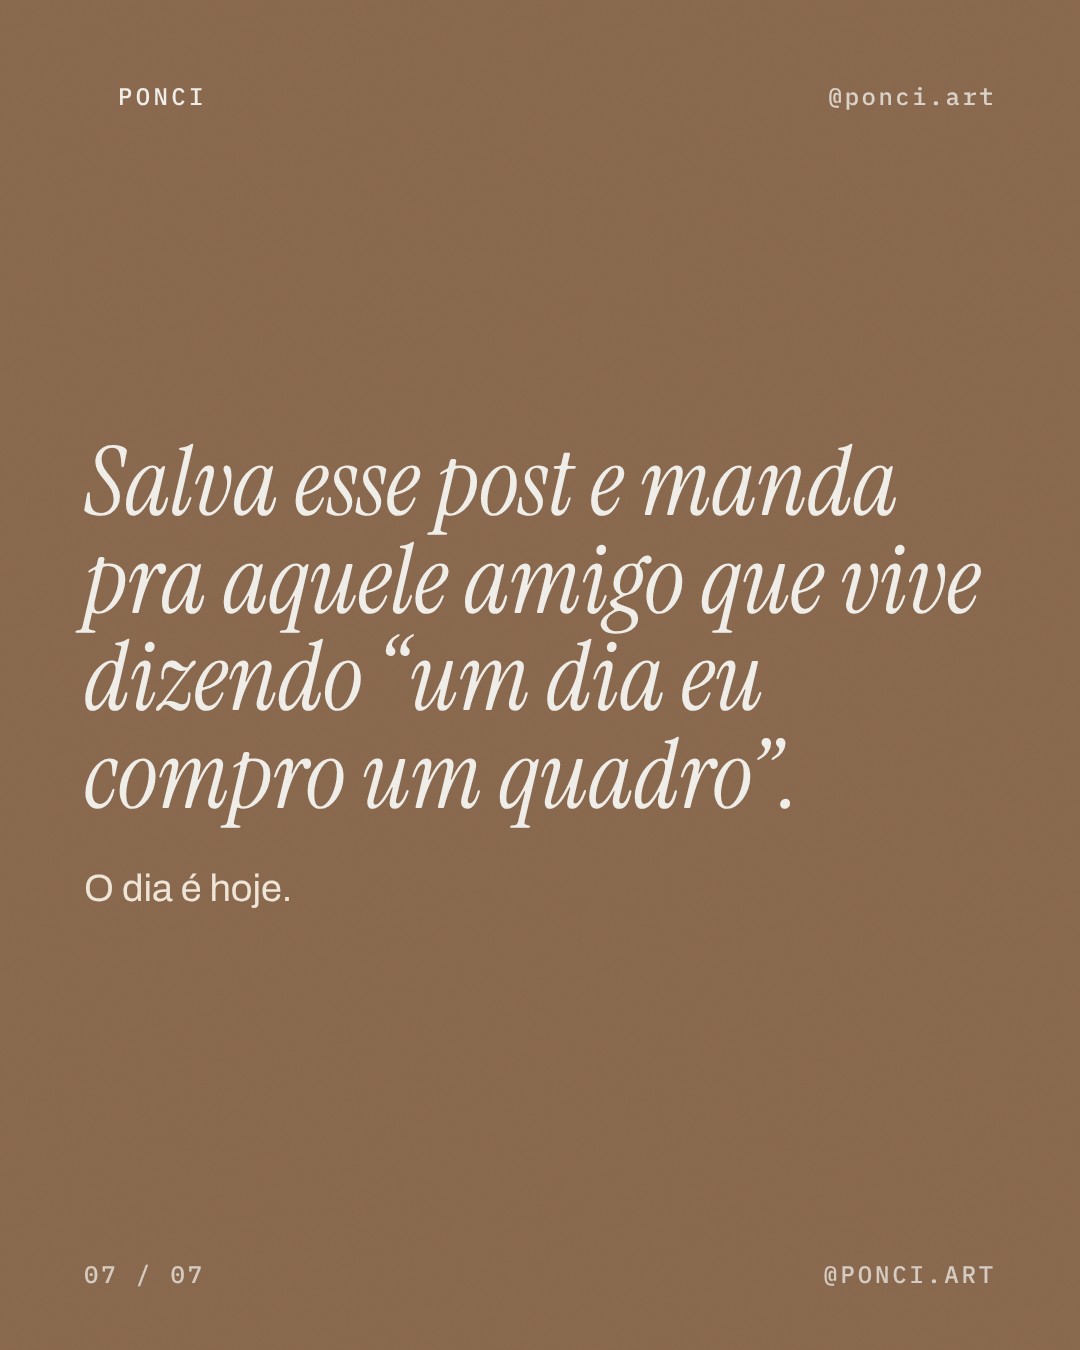 PONCI
@ponci.art
Salva esse post e manda
pra aquele amigo que vive
dizendo “um dia eu
compro um quadro”.
O dia é hoje.
07 / 07
@PONCI.ART